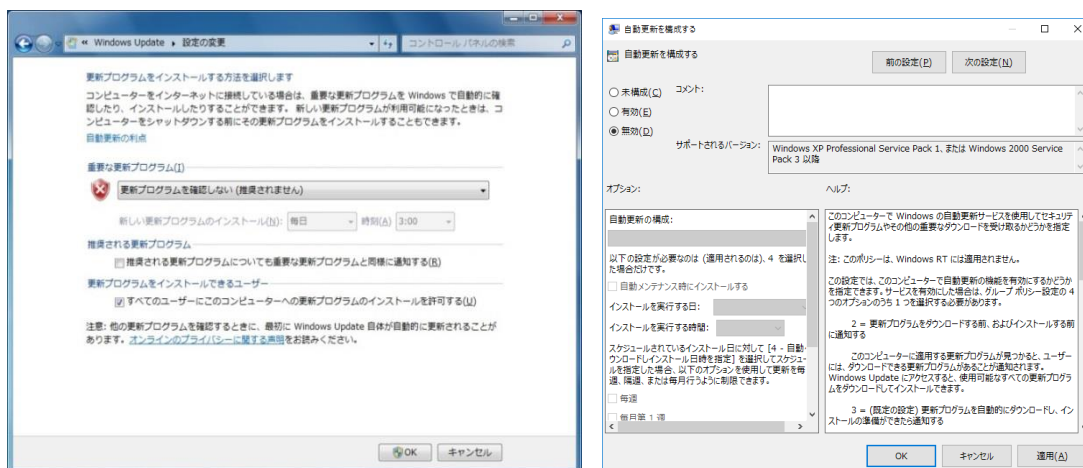 « Windows Update ▸ 設定の変更
コントロール パネルの検索
更新プログラムをインストールする方法を選択します
コンピューターをインターネットに接続している場合は、重要な更新プログラムを Windows で自動的に確
認したり、インストールしたりすることができます。 新しい更新プログラムが利用可能になったときは、コ
ンピューターをシャットダウンする前にその更新プログラムをインストールすることもできます。
自動更新の利点
重要な更新プログラム(I)
更新プログラムを確認しない (推奨されません)
新しい更新プログラムのインストール(N): 毎日 時刻(A) 3:00
推奨される更新プログラム
推奨される更新プログラムについても重要な更新プログラムと同様に通知する(R)
更新プログラムをインストールできるユーザー
すべてのユーザーにこのコンピューターへの更新プログラムのインストールを許可する(U)
注意: 他の更新プログラムを確認するときに、最初に Windows Update 自体が自動的に更新されることが
あります。オンラインのプライバシーに関する声明をお読みください。
OK キャンセル
自動更新を構成する
自動更新を構成する
前の設定(P) 次の設定(N)
未構成(C) コメント:
有効(E)
無効(D)
サポートされるバージョン:
Windows XP Professional Service Pack 1、または Windows 2000 Service
Pack 3 以降
オプション: ヘルプ:
自動更新の構成:
以下の設定が必要なのは (適用されるのは)、4 を選択し
た場合だけです。
自動メンテナンス時にインストールする
インストールを実行する日:
インストールを実行する時間:
スケジュールされているインストール日に対して [4 - 自動
ウンロードしインストール日時を指定] を選択してスケジュー
ルを指定した場合、以下のオプションを使用して更新を毎
週、隔週、または毎月行うように制限できます。
毎週
毎月第 1 週
このコンピューターで Windows の自動更新サービスを使用してセキュリテ
ィ更新プログラムやその他の重要なダウンロードを受け取るかどうかを指定
します。
注: このポリシーは、Windows RT には適用されません。
この設定では、このコンピューターで自動更新の機能を有効にするかどうか
を指定できます。サービスを有効にした場合は、グループ ポリシー設定の 4
つのオプションのうち 1 つを選択する必要があります。
2 = 更新プログラムをダウンロードする前、およびインストールする前
に通知する
このコンピューターに適用する更新プログラムが見つかると、ユーザー
には、ダウンロードできる更新プログラムがあることが通知されます。
Windows Update にアクセスすると、使用可能なすべての更新プログラ
ムをダウンロードしてインストールできます。
3 = (既定の設定) 更新プログラムを自動的にダウンロードし、イン
ストールの準備ができたら通知する
OK キャンセル 適用(A)